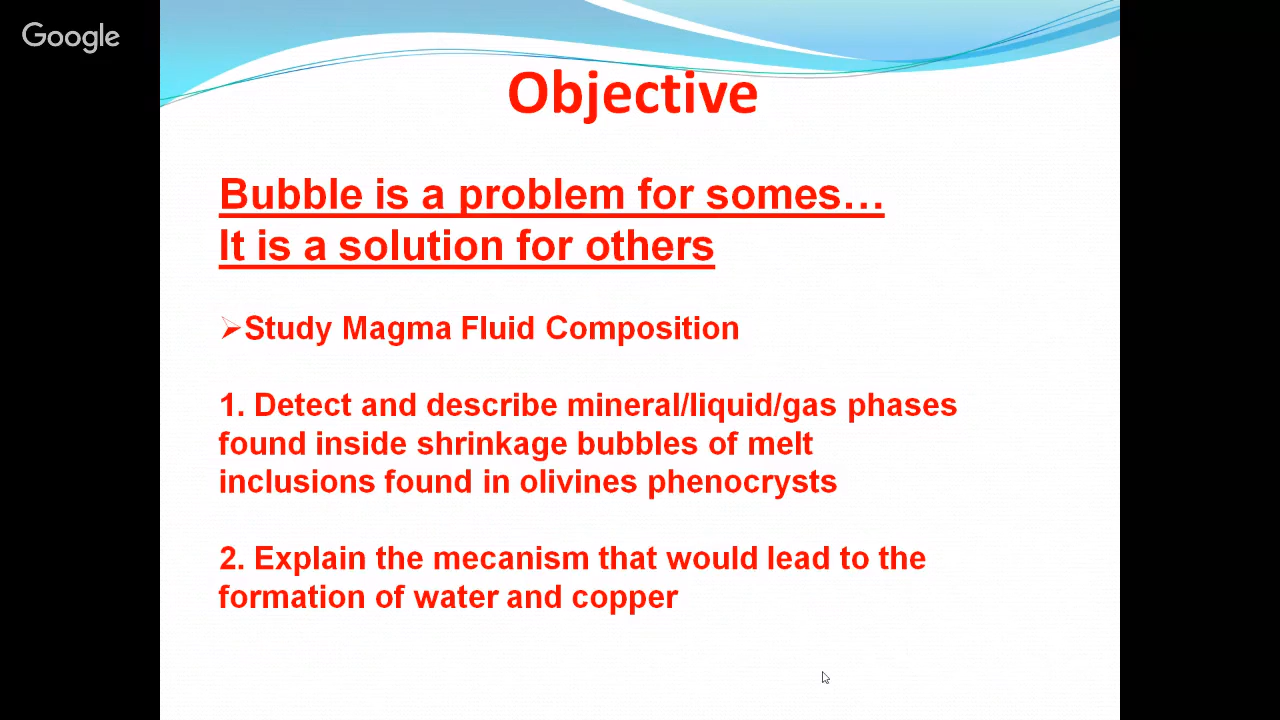 Google
Objective
Bubble is a problem for somes…
It is a solution for others
➢Study Magma Fluid Composition
1. Detect and describe mineral/liquid/gas phases
found inside shrinkage bubbles of melt
inclusions found in olivines phenocrysts
2. Explain the mecanism that would lead to the
formation of water and copper